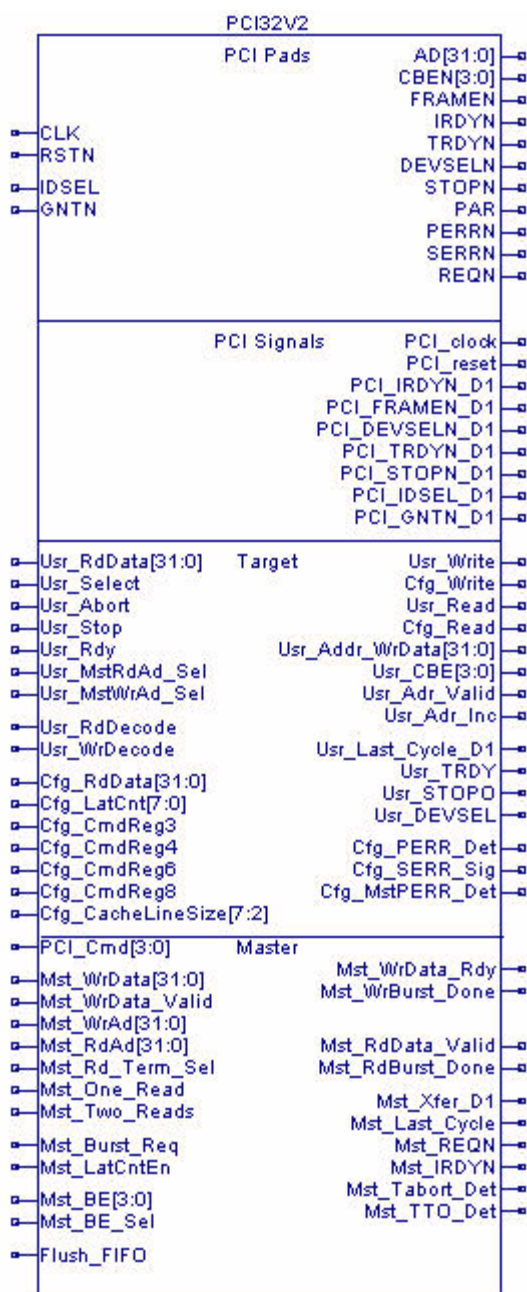 PCI32V2
PCI Pads
AD[31:0]
CBEN[3:0]
FRAMEN
IRDYN
CLK
TRDYN
RSTN
DEVSELN
IDSEL
STOPN
GNTN
PAR
PERRN
SERRN
REQN
PCI Signals
PCI_clock
PCI_reset
PCI_IRDYN_D1
PCI_FRAMEN_D1
PCI_DEVSELN_D1
PCI_TRDYN_D1
PCI_STOPN_D1
PCI_IDSEL_D1
PCI_GNTN_D1
Usr_RdData[31:0] Target Usr_Write
Usr_Select Cfg_Write
Usr_Abort Usr_Read
Usr_Stop Cfg_Read
Usr_Rdy Usr_Addr_WrData[31:0]
Usr_MstRdAd_Sel Usr_CBE[3:0]
Usr_MstWrAd_Sel Usr_Adr_Valid
Usr_Adr_Inc
Usr_RdDecode
Usr_WrDecode Usr_Last_Cycle_D1
Usr_TRDY
Cfg_RdData[31:0] Usr_STOPO
Cfg_LatCnt[7:0] Usr_DEVSEL
Cfg_CmdReg3
Cfg_CmdReg4 Cfg_PERR_Det
Cfg_CmdReg6 Cfg_SERR_Sig
Cfg_CmdReg8 Cfg_MstPERR_Det
Cfg_CacheLineSize[7:2]
PCI_Cmd[3:0] Master
Mst_WrData_Rdy
Mst_WrData[31:0] Mst_WrBurst_Done
Mst_WrData_Valid
Mst_WrAd[31:0]
Mst_RdAd[31:0] Mst_RdData_Valid
Mst_Rd_Term_Sel Mst_RdBurst_Done
Mst_One_Read
Mst_Two_Reads Mst_Xfer_D1
Mst_Last_Cycle
Mst_Burst_Req Mst_REQN
Mst_LatCntEn Mst_IRDYN
Mst_Tabort_Det
Mst_BE[3:0] Mst_TTO_Det
Mst_BE_Sel
Flush_FIFO